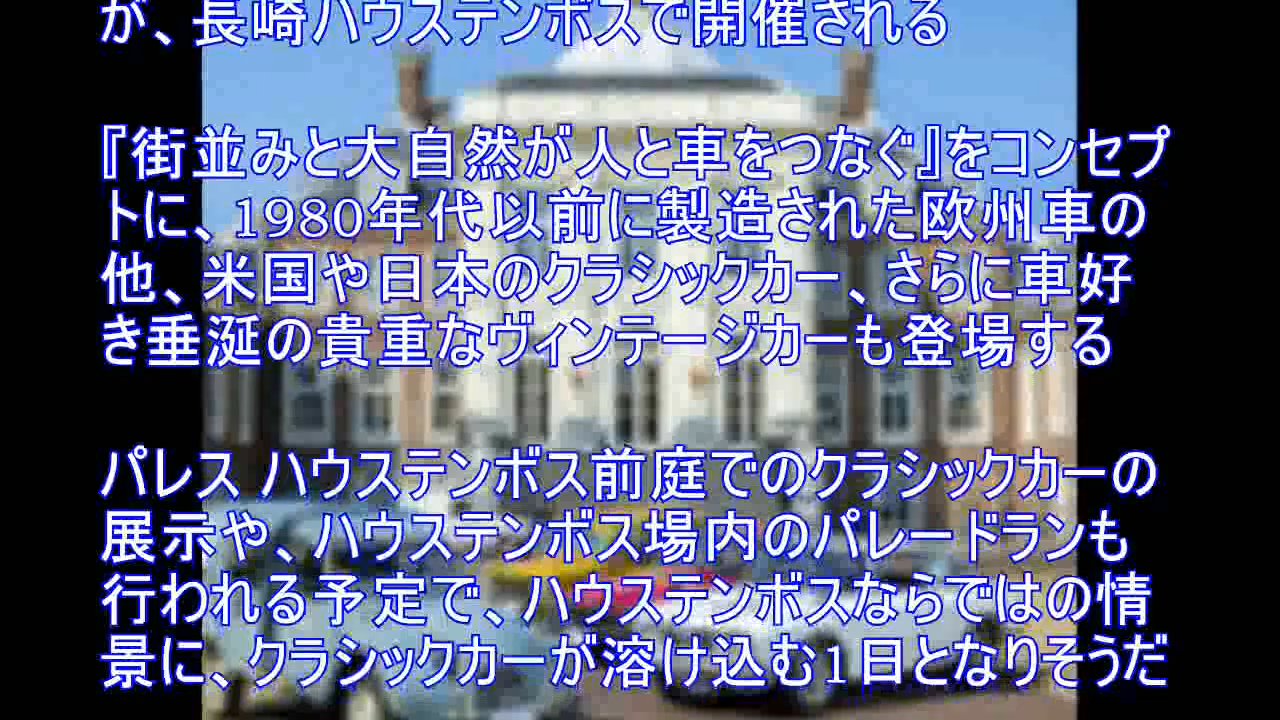 が、長崎ハウステンボスで開催される
『街並みと大自然が人と車をつなぐ』をコンセプ
トに、1980年代以前に製造された欧州車の
他、米国や日本のクラシックカー、さらに車好
き垂涎の貴重なヴィンテージカーも登場する
パレス ハウステンボス前庭でのクラシックカーの
展示や、ハウステンボス場内のパレードランも
行われる予定で、ハウステンボスならではの情
景に、クラシックカーが溶け込む1日となりそうだ